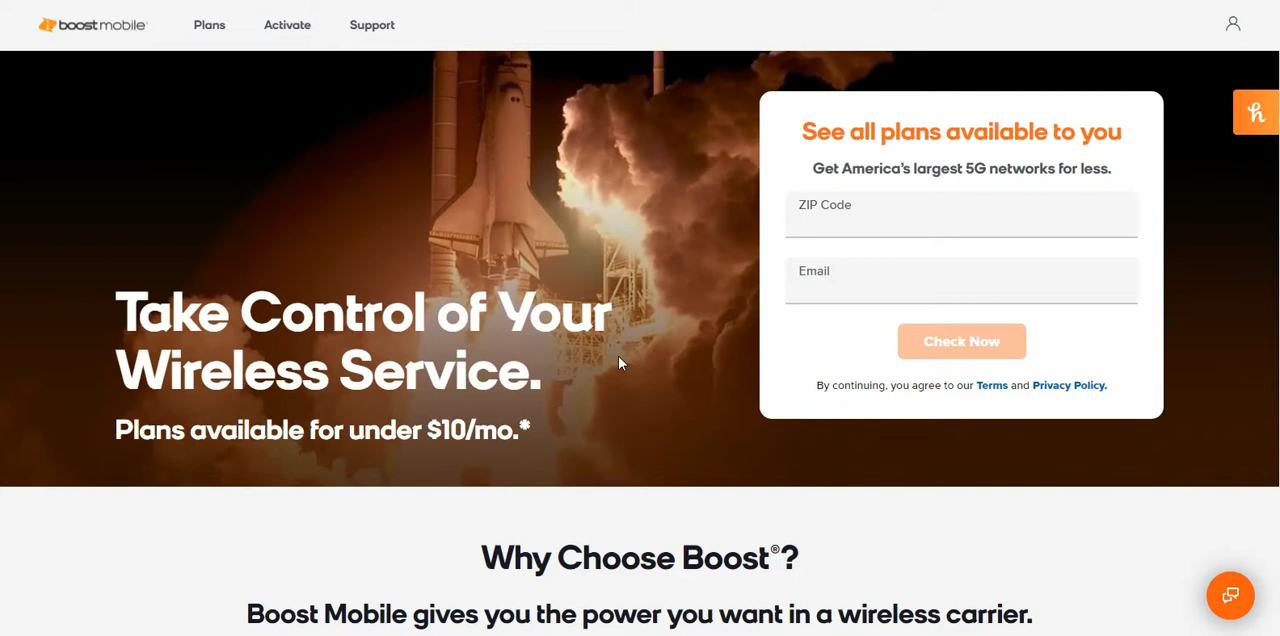 boostmobile
Plans
Activate
Support
See all plans available to you
Get America's largest 5G networks for less.
ZIP Code
Email
Check Now
By continuing, you agree to our Terms and Privacy Policy.
Take Control of Your
Wireless Service.
Plans available for under $10/mo.*
Why Choose Boost®?
Boost Mobile gives you the power you want in a wireless carrier.